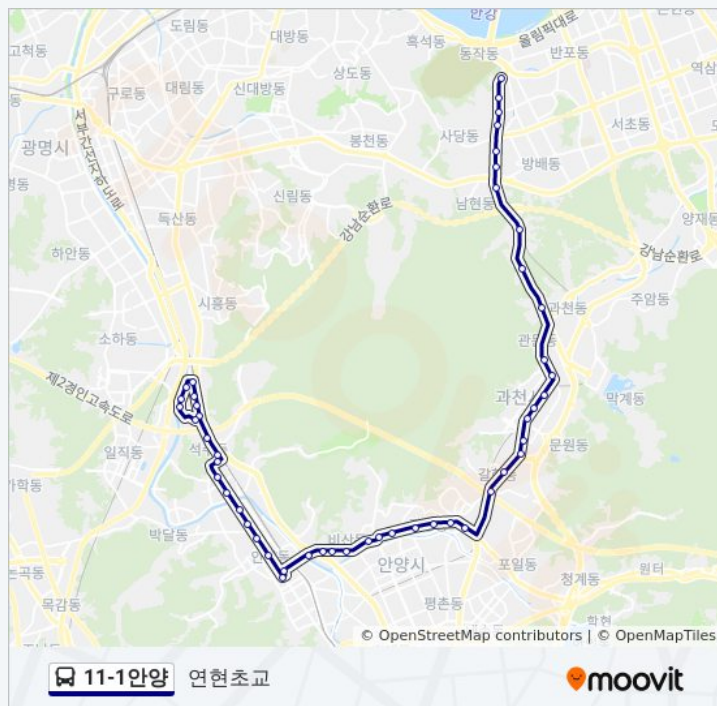 도림동
대방동
흑석동
한강
올림픽대로
고척동
동작동
반포동
구로동
대림동
신대방동
상도동
역삼
서부간선지하도로
광명시
봉천동
사당동
서초동
방배동
신림동
독산동
남현동
양재동
강남순환로
하안동
강남순환로
시흥동
과천동
주암동
소하동
관문동
제2경인고속도로
과천시
막계동
일직동
석수동
문원동
갈현동
박달동
비산동
안양동
안양시
포일동
논곡동
원터
청계동
평촌동
목감동
학현
© OpenStreetMap contributors | © OpenMapTiles
11-1안양 연현초교
moovit